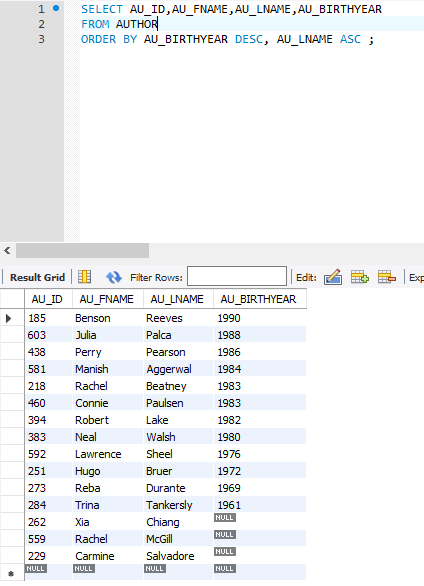 1 SELECT AU_ID,AU_FNAME,AU_LNAME,AU_BIRTHYEAR
2 FROM AUTHOR
3 ORDER BY AU_BIRTHYEAR DESC, AU_LNAME ASC ;
Result Grid Filter Rows: Edit: Exp
AU_ID AU_FNAME AU_LNAME AU_BIRTHYEAR
185 Benson Reeves 1990
603 Julia Palca 1988
438 Perry Pearson 1986
581 Manish Aggerwal 1984
218 Rachel Beatney 1983
460 Connie Paulsen 1983
394 Robert Lake 1982
383 Neal Walsh 1980
592 Lawrence Sheel 1976
251 Hugo Bruer 1972
273 Reba Durante 1969
284 Trina Tankersly 1961
262 Xia Chiang NULL
559 Rachel McGill NULL
229 Carmine Salvadore NULL
NULL NULL NULL NULL